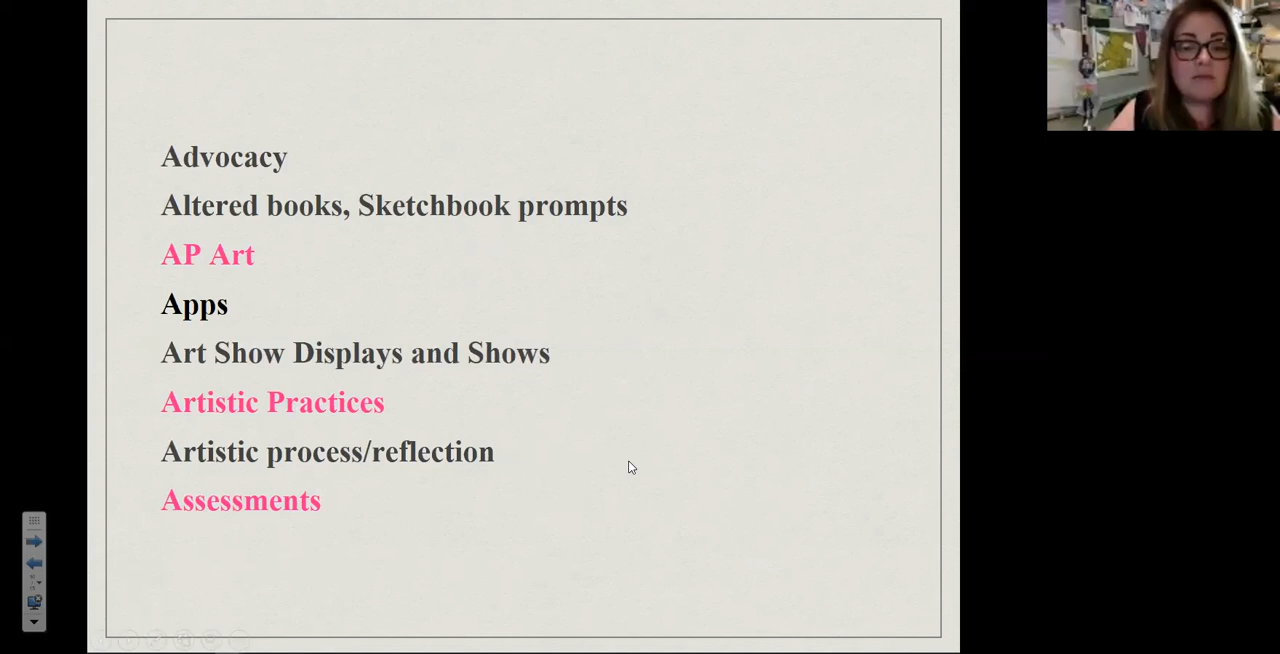 Advocacy
Altered books, Sketchbook prompts
AP Art
Apps
Art Show Displays and Shows
Artistic Practices
Artistic process/reflection
Assessments